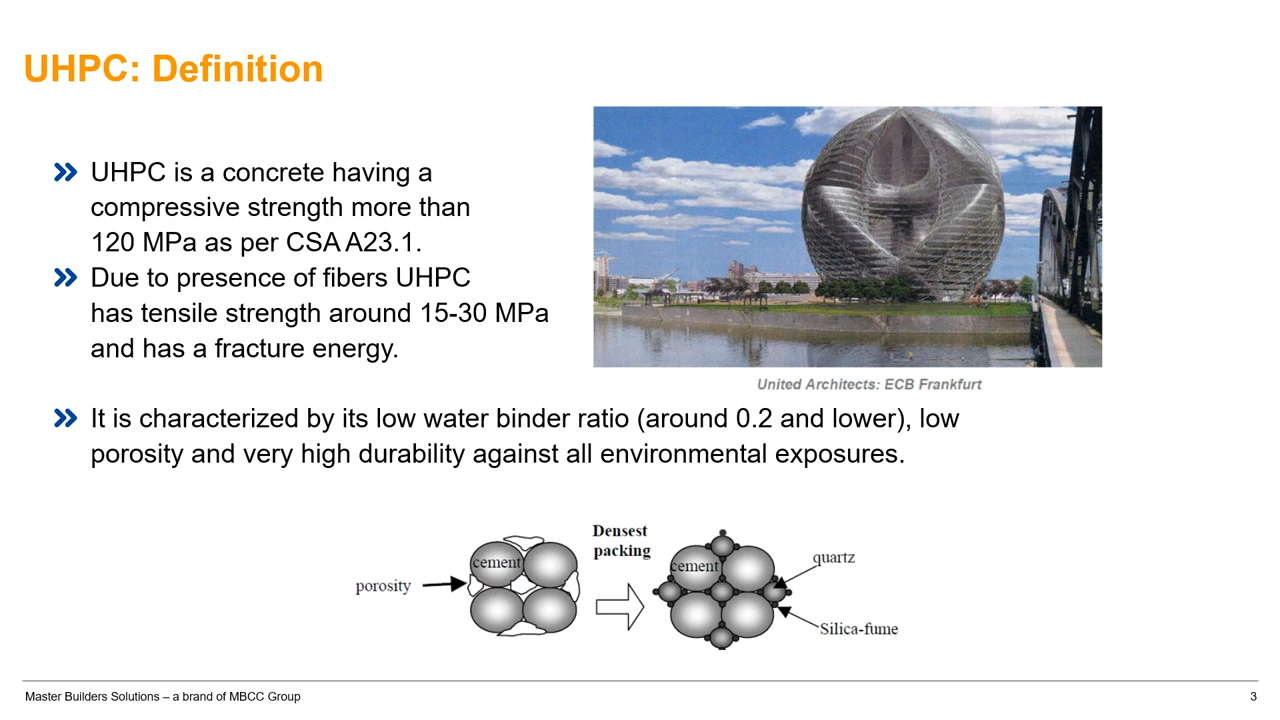 UHPC: Definition
UHPC is a concrete having a
compressive strength more than
120 MPa as per CSA A23.1.
Due to presence of fibers UHPC
has tensile strength around 15-30 MPa
and has a fracture energy.
United Architects: ECB Frankfurt
It is characterized by its low water binder ratio (around 0.2 and lower), low
porosity and very high durability against all environmental exposures.
porosity
cement
Densest
packing
cement
quartz
Silica-fume
Master Builders Solutions – a brand of MBCC Group
3